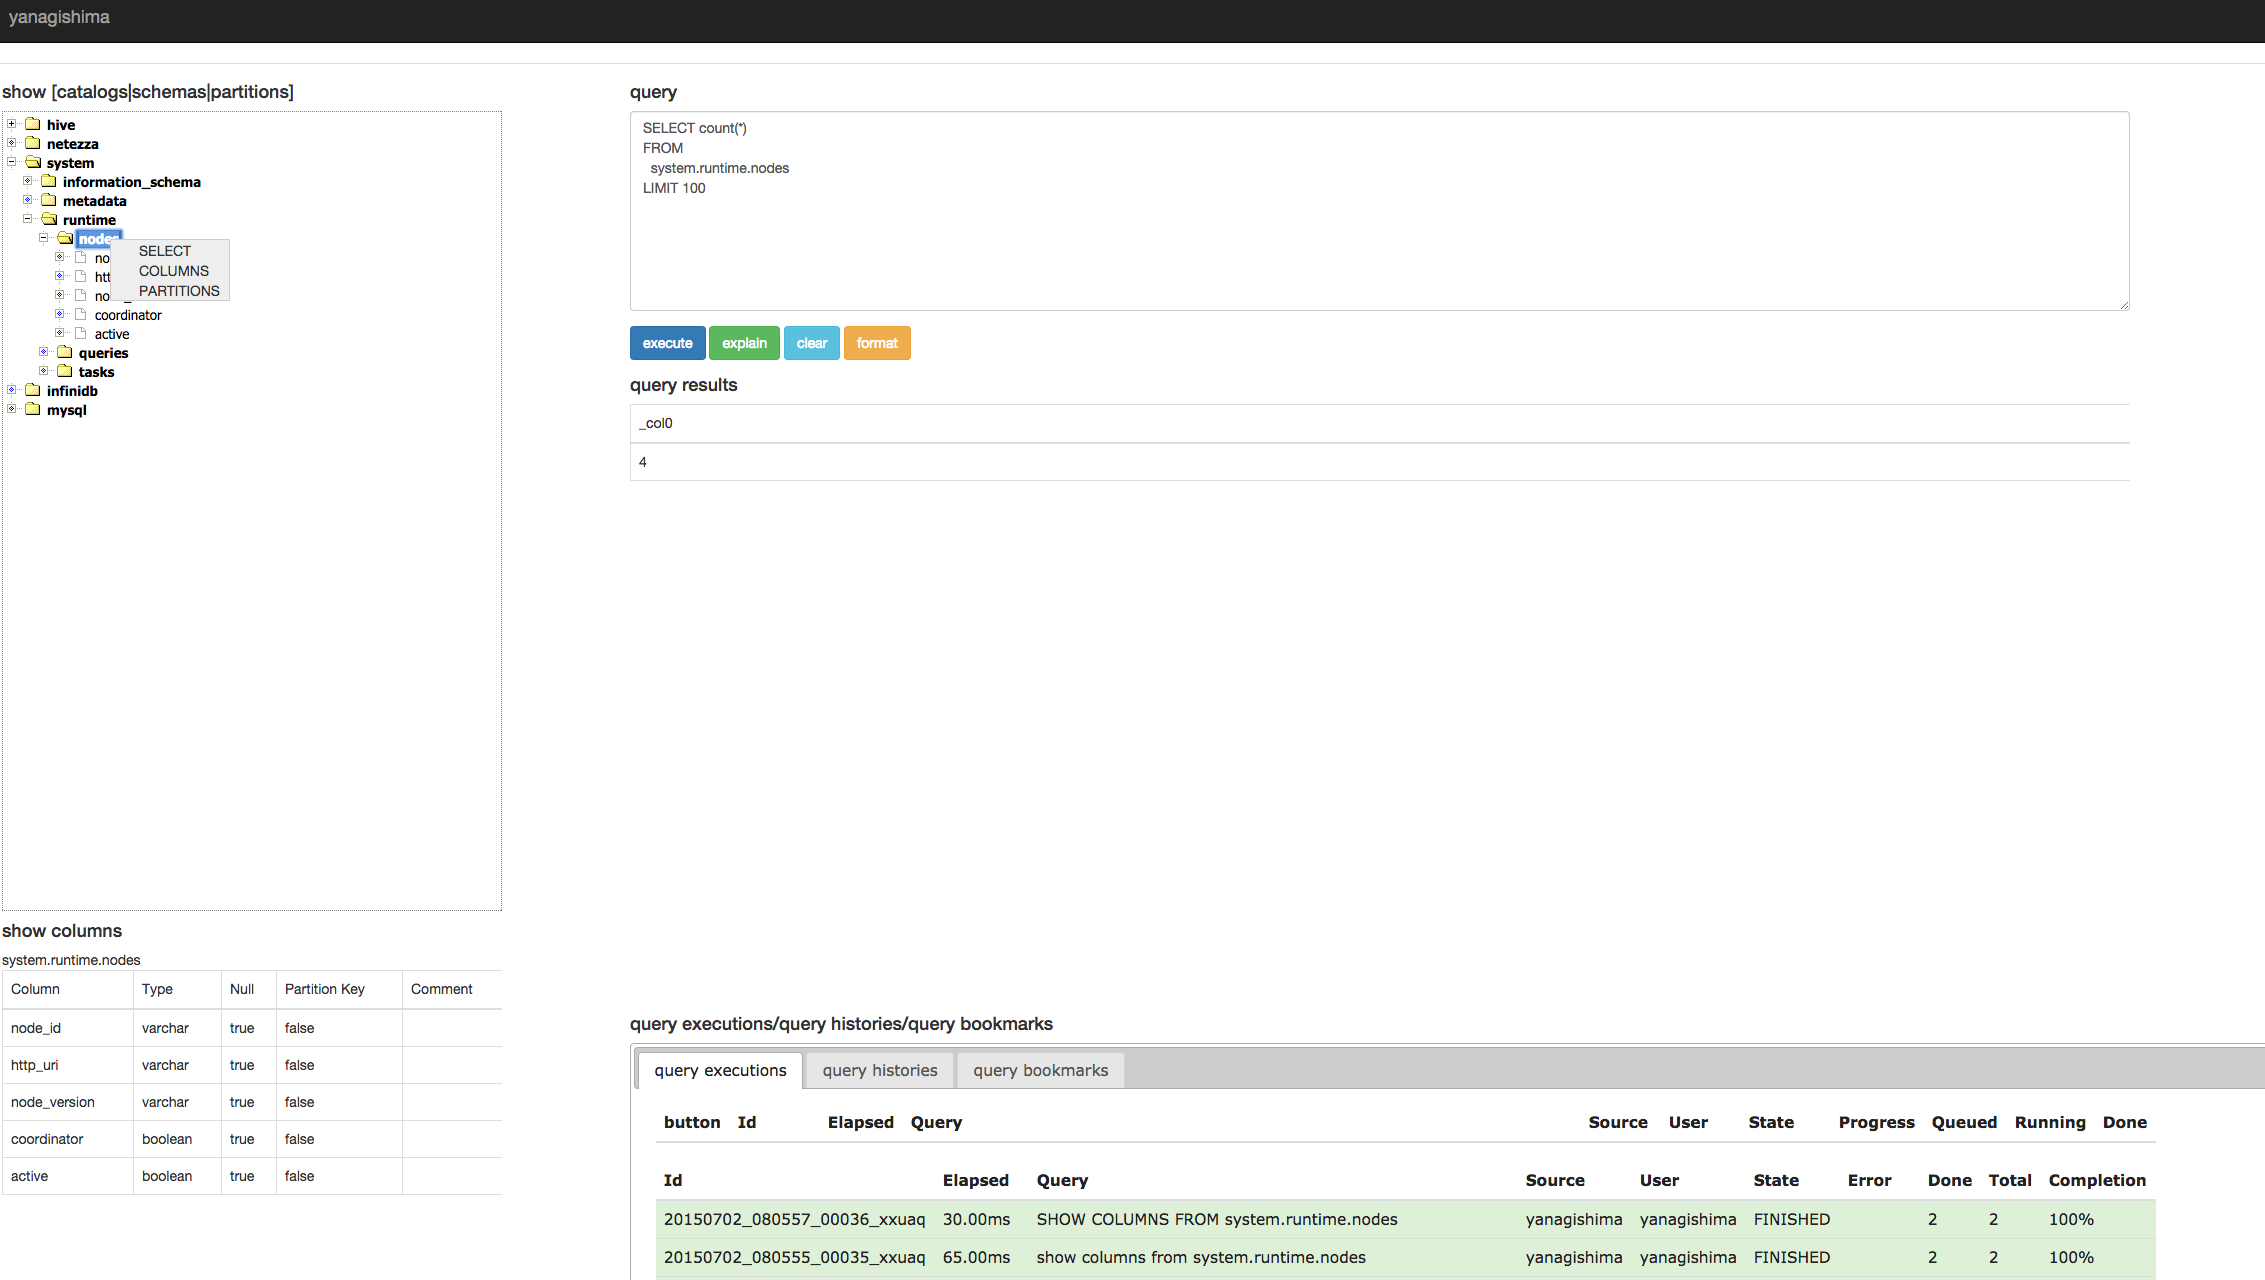 yanagishima
show [catalogs|schemas|partitions]
hive
netezza
system
information_schema
metadata
runtime
nodes
SELECT
COLUMNS
PARTITIONS
coordinator
active
queries
tasks
infinidb
mysql
show columns
system.runtime.nodes
Column Type Null Partition Key Comment
node_id varchar true false
http_uri varchar true false
node_version varchar true false
coordinator boolean true false
active boolean true false
query
SELECT count(*)
FROM
system.runtime.nodes
LIMIT 100
execute explain clear format
query results
_col0
4
query executions/query histories/query bookmarks
query executions query histories query bookmarks
button Id Elapsed Query Source User State Progress Queued Running Done
Id Elapsed Query Source User State Error Done Total Completion
20150702_080557_00036_xxuaq 30.00ms SHOW COLUMNS FROM system.runtime.nodes yanagishima yanagishima FINISHED 2 2 100%
20150702_080555_00035_xxuaq 65.00ms show columns from system.runtime.nodes yanagishima yanagishima FINISHED 2 2 100%